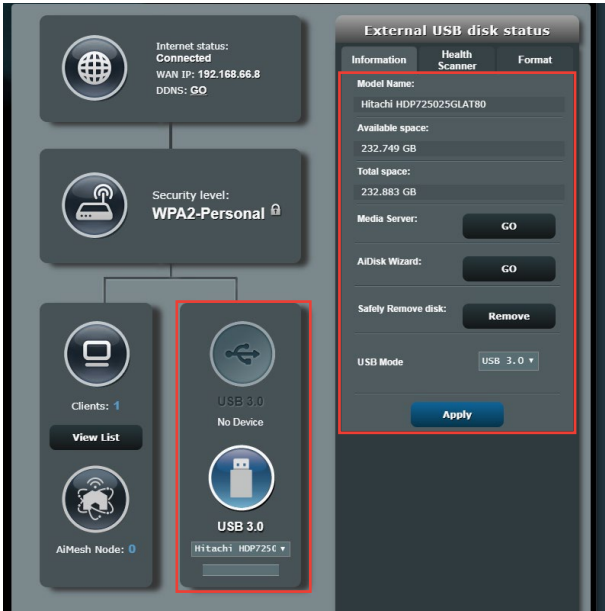 Internet status:
Connected
WAN IP: 192.168.66.8
DDNS: GO
Security level:
WPA2-Personal
Clients: 1
View List
AiMesh Node: 0
USB 3.0
No Device
USB 3.0
Hitachi HDP7250
External USB disk status
Information
Health
Scanner
Format
Model Name:
Hitachi HDP725025GLAT80
Available space:
232.749 GB
Total space:
232.883 GB
Media Server:
GO
AiDisk Wizard:
GO
Safely Remove disk:
Remove
USB Mode
USB 3.0
Apply